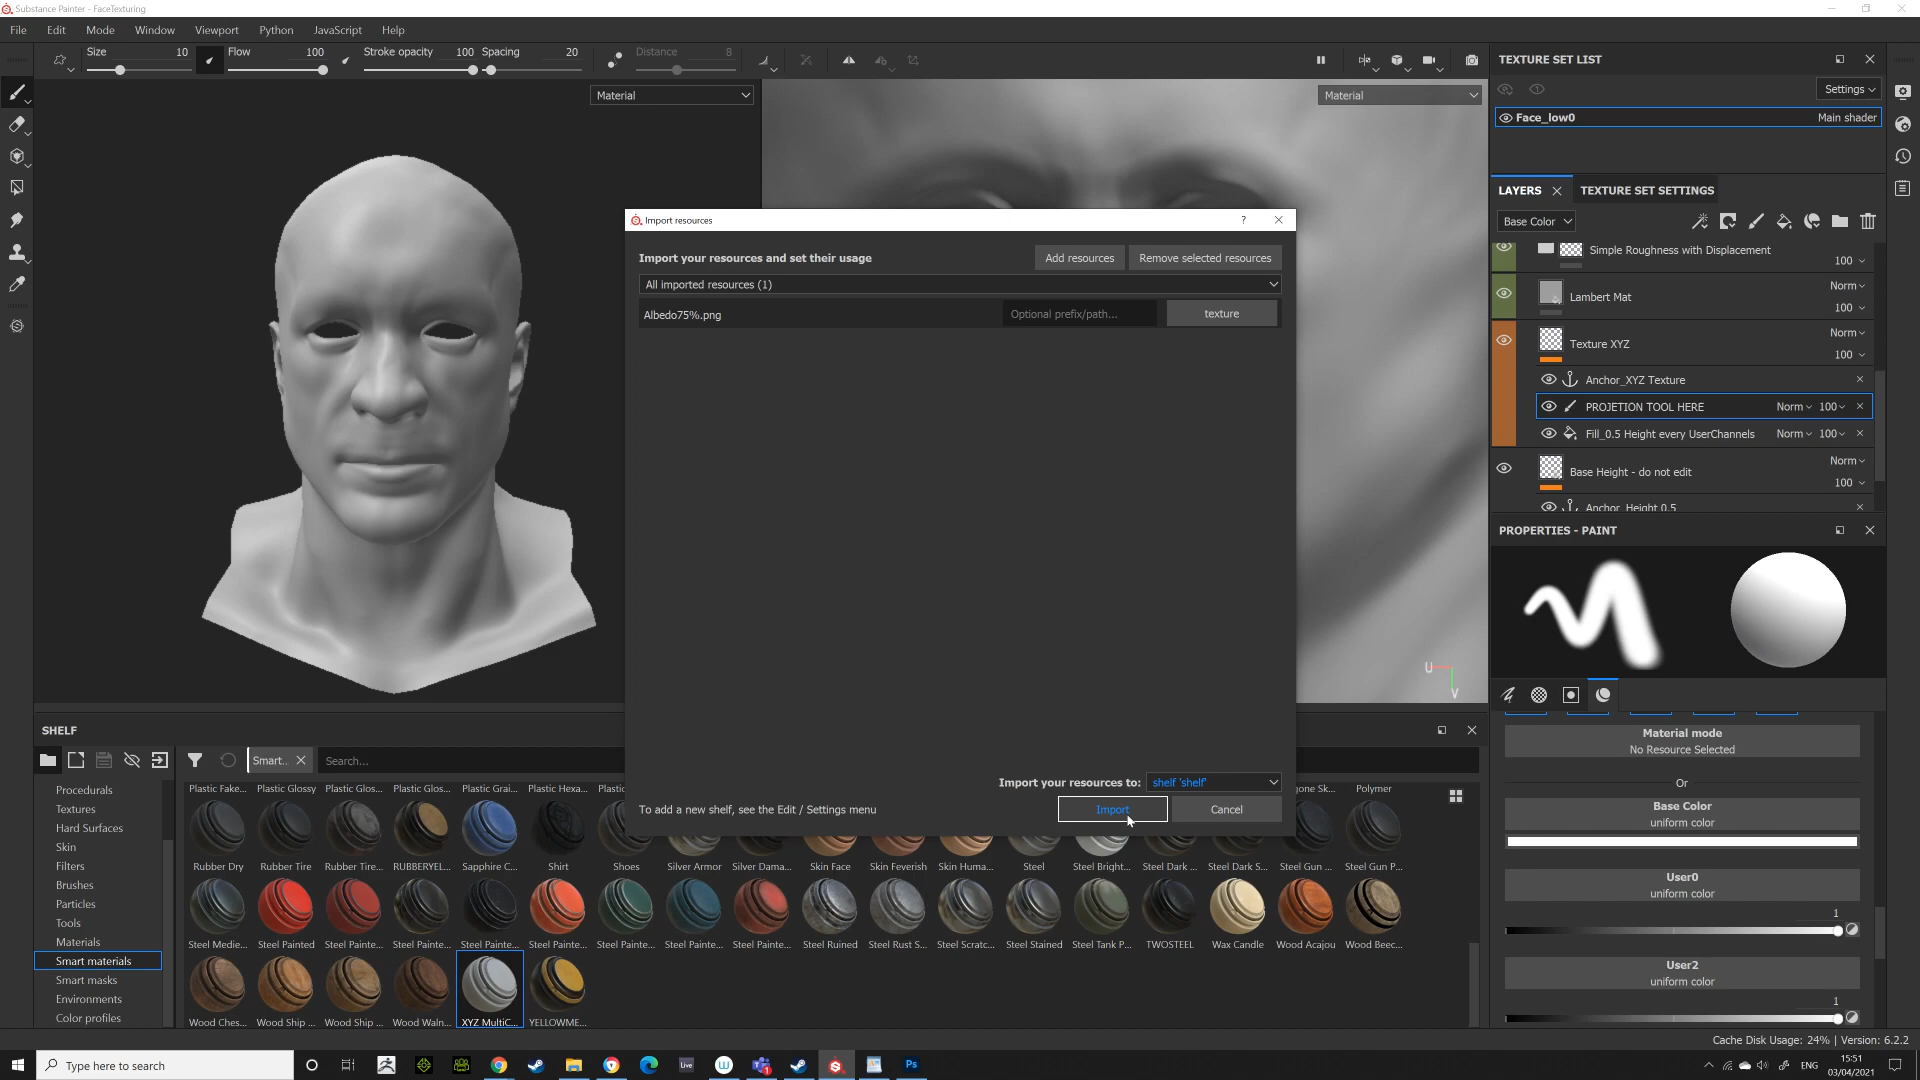 Substance Painter - FaceTexturing
File Edit Mode Window Viewport Python JavaScript Help
Size 10 Flow 100 Stroke opacity 100 Spacing 20 Distance 8
Material
Material
TEXTURE SET LIST
Settings
Face_low0 Main shader
LAYERS TEXTURE SET SETTINGS
Base Color
Simple Roughness with Displacement
100
Norm
Lambert Mat
100
Norm
Texture XYZ
100
Anchor_XYZ Texture
PROJETION TOOL HERE Norm 100
Fill_0.5 Height every UserChannels Norm 100
Norm
Base Height - do not edit
100
Anchor_Height 0.5
PROPERTIES - PAINT
Material mode
No Resource Selected
Or
Base Color
uniform color
User0
uniform color
1
User2
uniform color
1
Import resources ?
Import your resources and set their usage Add resources Remove selected resources
All imported resources (1)
Albedo75%.png Optional prefix/path... texture
Import your resources to: shelf 'shelf'
To add a new shelf, see the Edit / Settings menu Import Cancel
U
V
SHELF
Smart... Search...
Procedurals
Textures
Hard Surfaces
Skin
Filters
Brushes
Particles
Tools
Materials
Smart materials
Smart masks
Environments
Color profiles
Plastic Fake... Plastic Glossy Plastic Glos... Plastic Glos... Plastic Grai... Plastic Hexa... Polymer
Rubber Dry Rubber Tire Rubber Tire... RUBBERYEL... Sapphire C... Shirt Shoes Silver Armor Silver Dama... Skin Face Skin Feverish Skin Huma... Steel Steel Bright... Steel Dark ... Steel Dark S... Steel Gun ... Steel Gun P...
Steel Medie... Steel Painted Steel Painte... Steel Painte... Steel Painte... Steel Painte... Steel Painte... Steel Painte... Steel Painte... Steel Ruined Steel Rust S... Steel Scratc... Steel Stained Steel Tank P... TWOSTEEL Wax Candle Wood Acajou Wood Beec...
Wood Ches... Wood Ship ... Wood Ship ... Wood Waln... XYZ MultiC... YELLOWME...
Cache Disk Usage: 24% | Version: 6.2.2
Type here to search
Live
Ps
ENG
15:51
03/04/2021